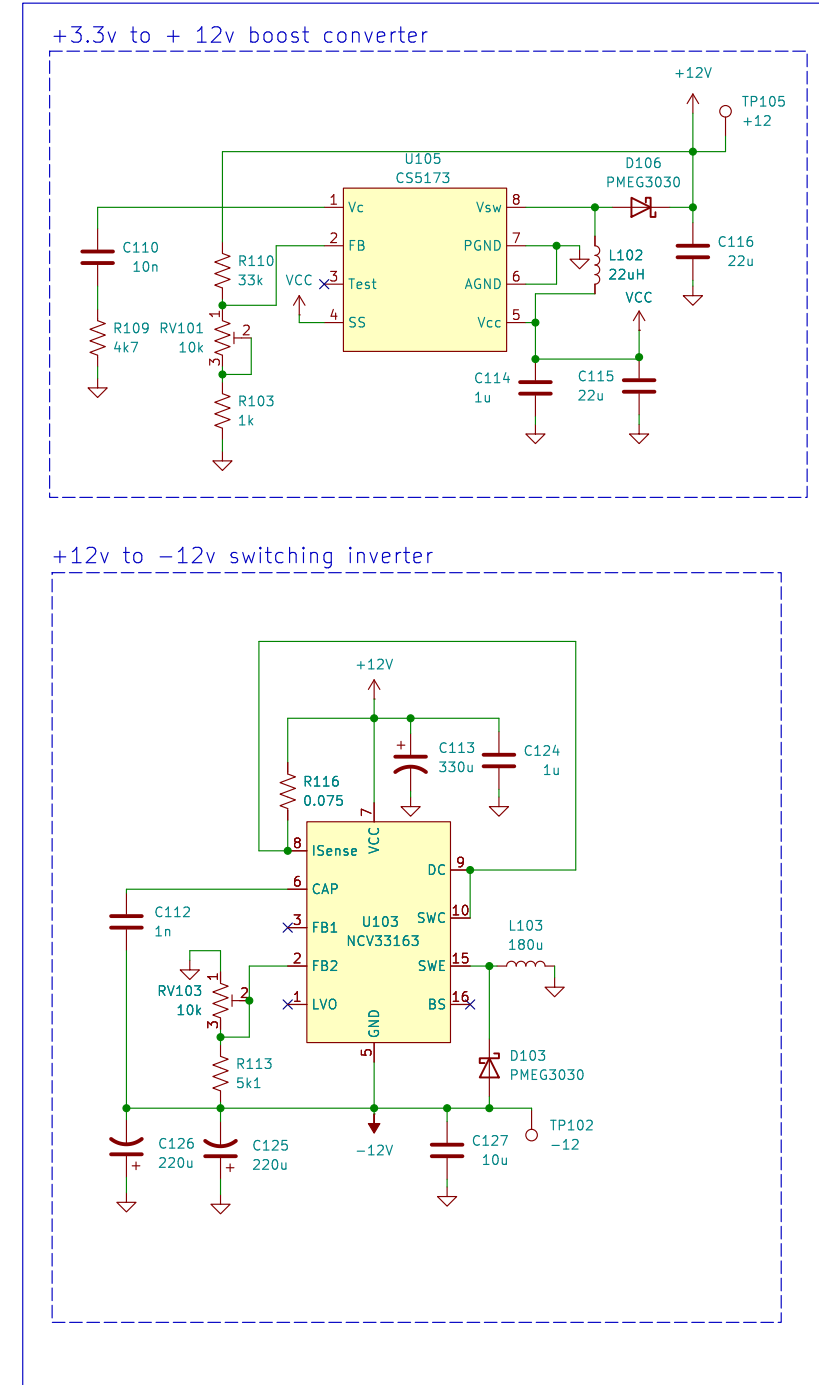 +3.3v to + 12v boost converter
+12V
TP105
+12
U105
CS5173
D106
PMEG3030
1 Vc
Vsw 8
2 FB
PGND 7
3 Test
AGND 6
4 SS
Vcc 5
C110
10n
R110
33k
VCC
R109
4k7
RV101
10k
1
2
3
R103
1k
L102
22uH
C116
22u
VCC
C114
1u
C115
22u
+12v to −12v switching inverter
+12V
C113
330u
+
C124
1u
R116
0.075
7
VCC
8 ISense
DC 9
6 CAP
SWC 10
3 FB1
U103
NCV33163
2 FB2
SWE 15
1 LVO
BS 16
GND
5
C112
1n
RV103
10k
1
2
3
R113
5k1
L103
180u
D103
PMEG3030
−12V
TP102
−12
C126
220u
+
C125
220u
+
C127
10u